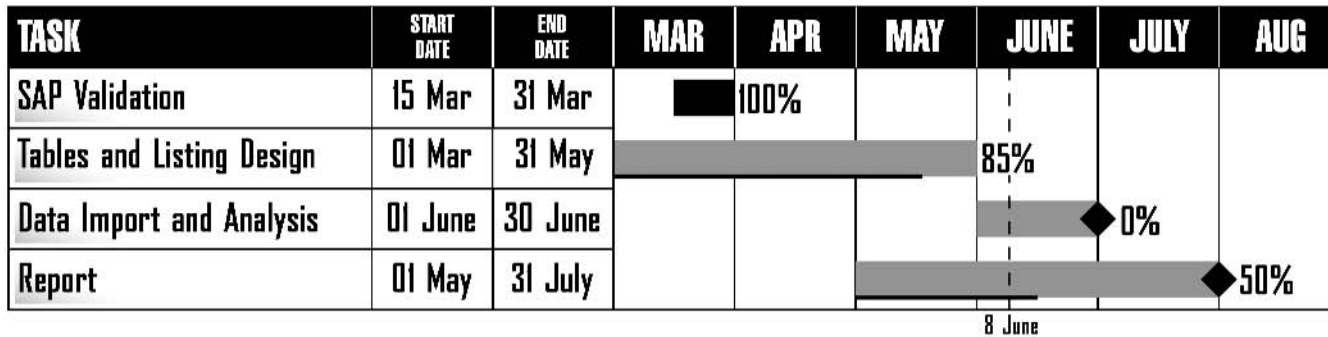 TASK START DATE END DATE MAR APR MAY JUNE JULY AUG
SAP Validation 15 Mar 31 Mar 100%
Tables and Listing Design 01 Mar 31 May 85%
Data Import and Analysis 01 June 30 June 0%
Report 01 May 31 July 50%
8 June